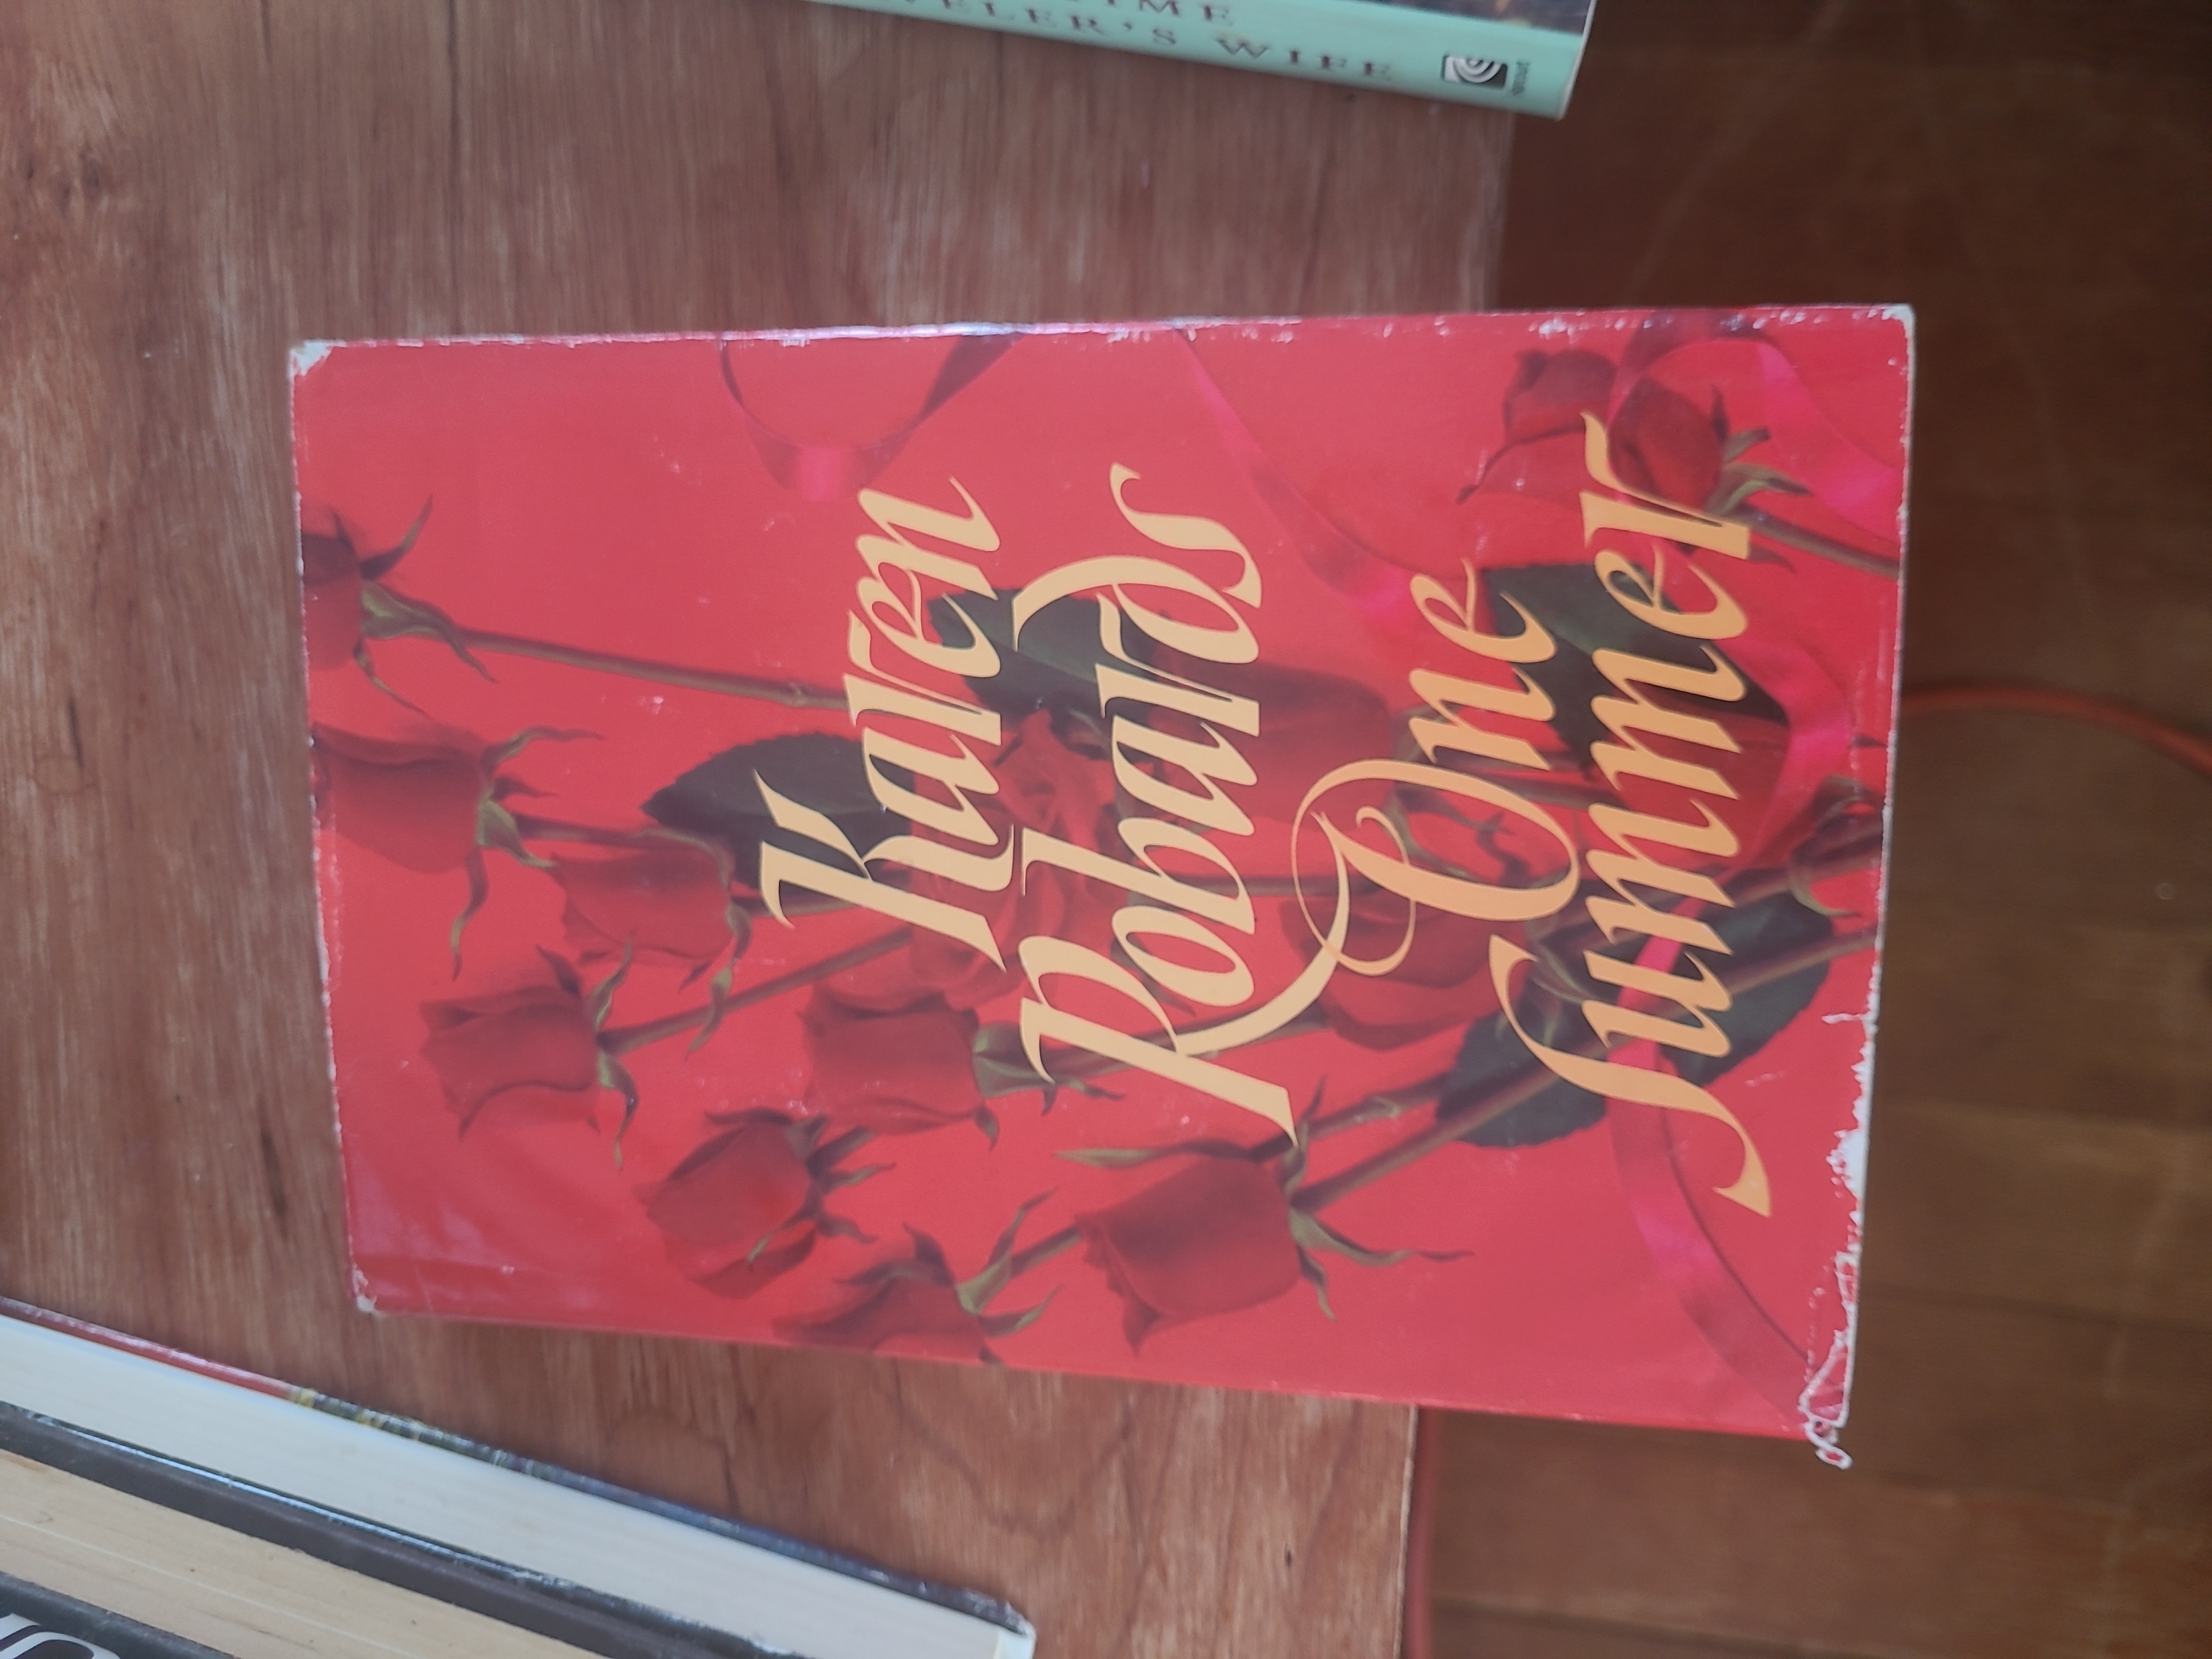 Karen
Robards
One
Summer
TIME
ELER'S WIFE